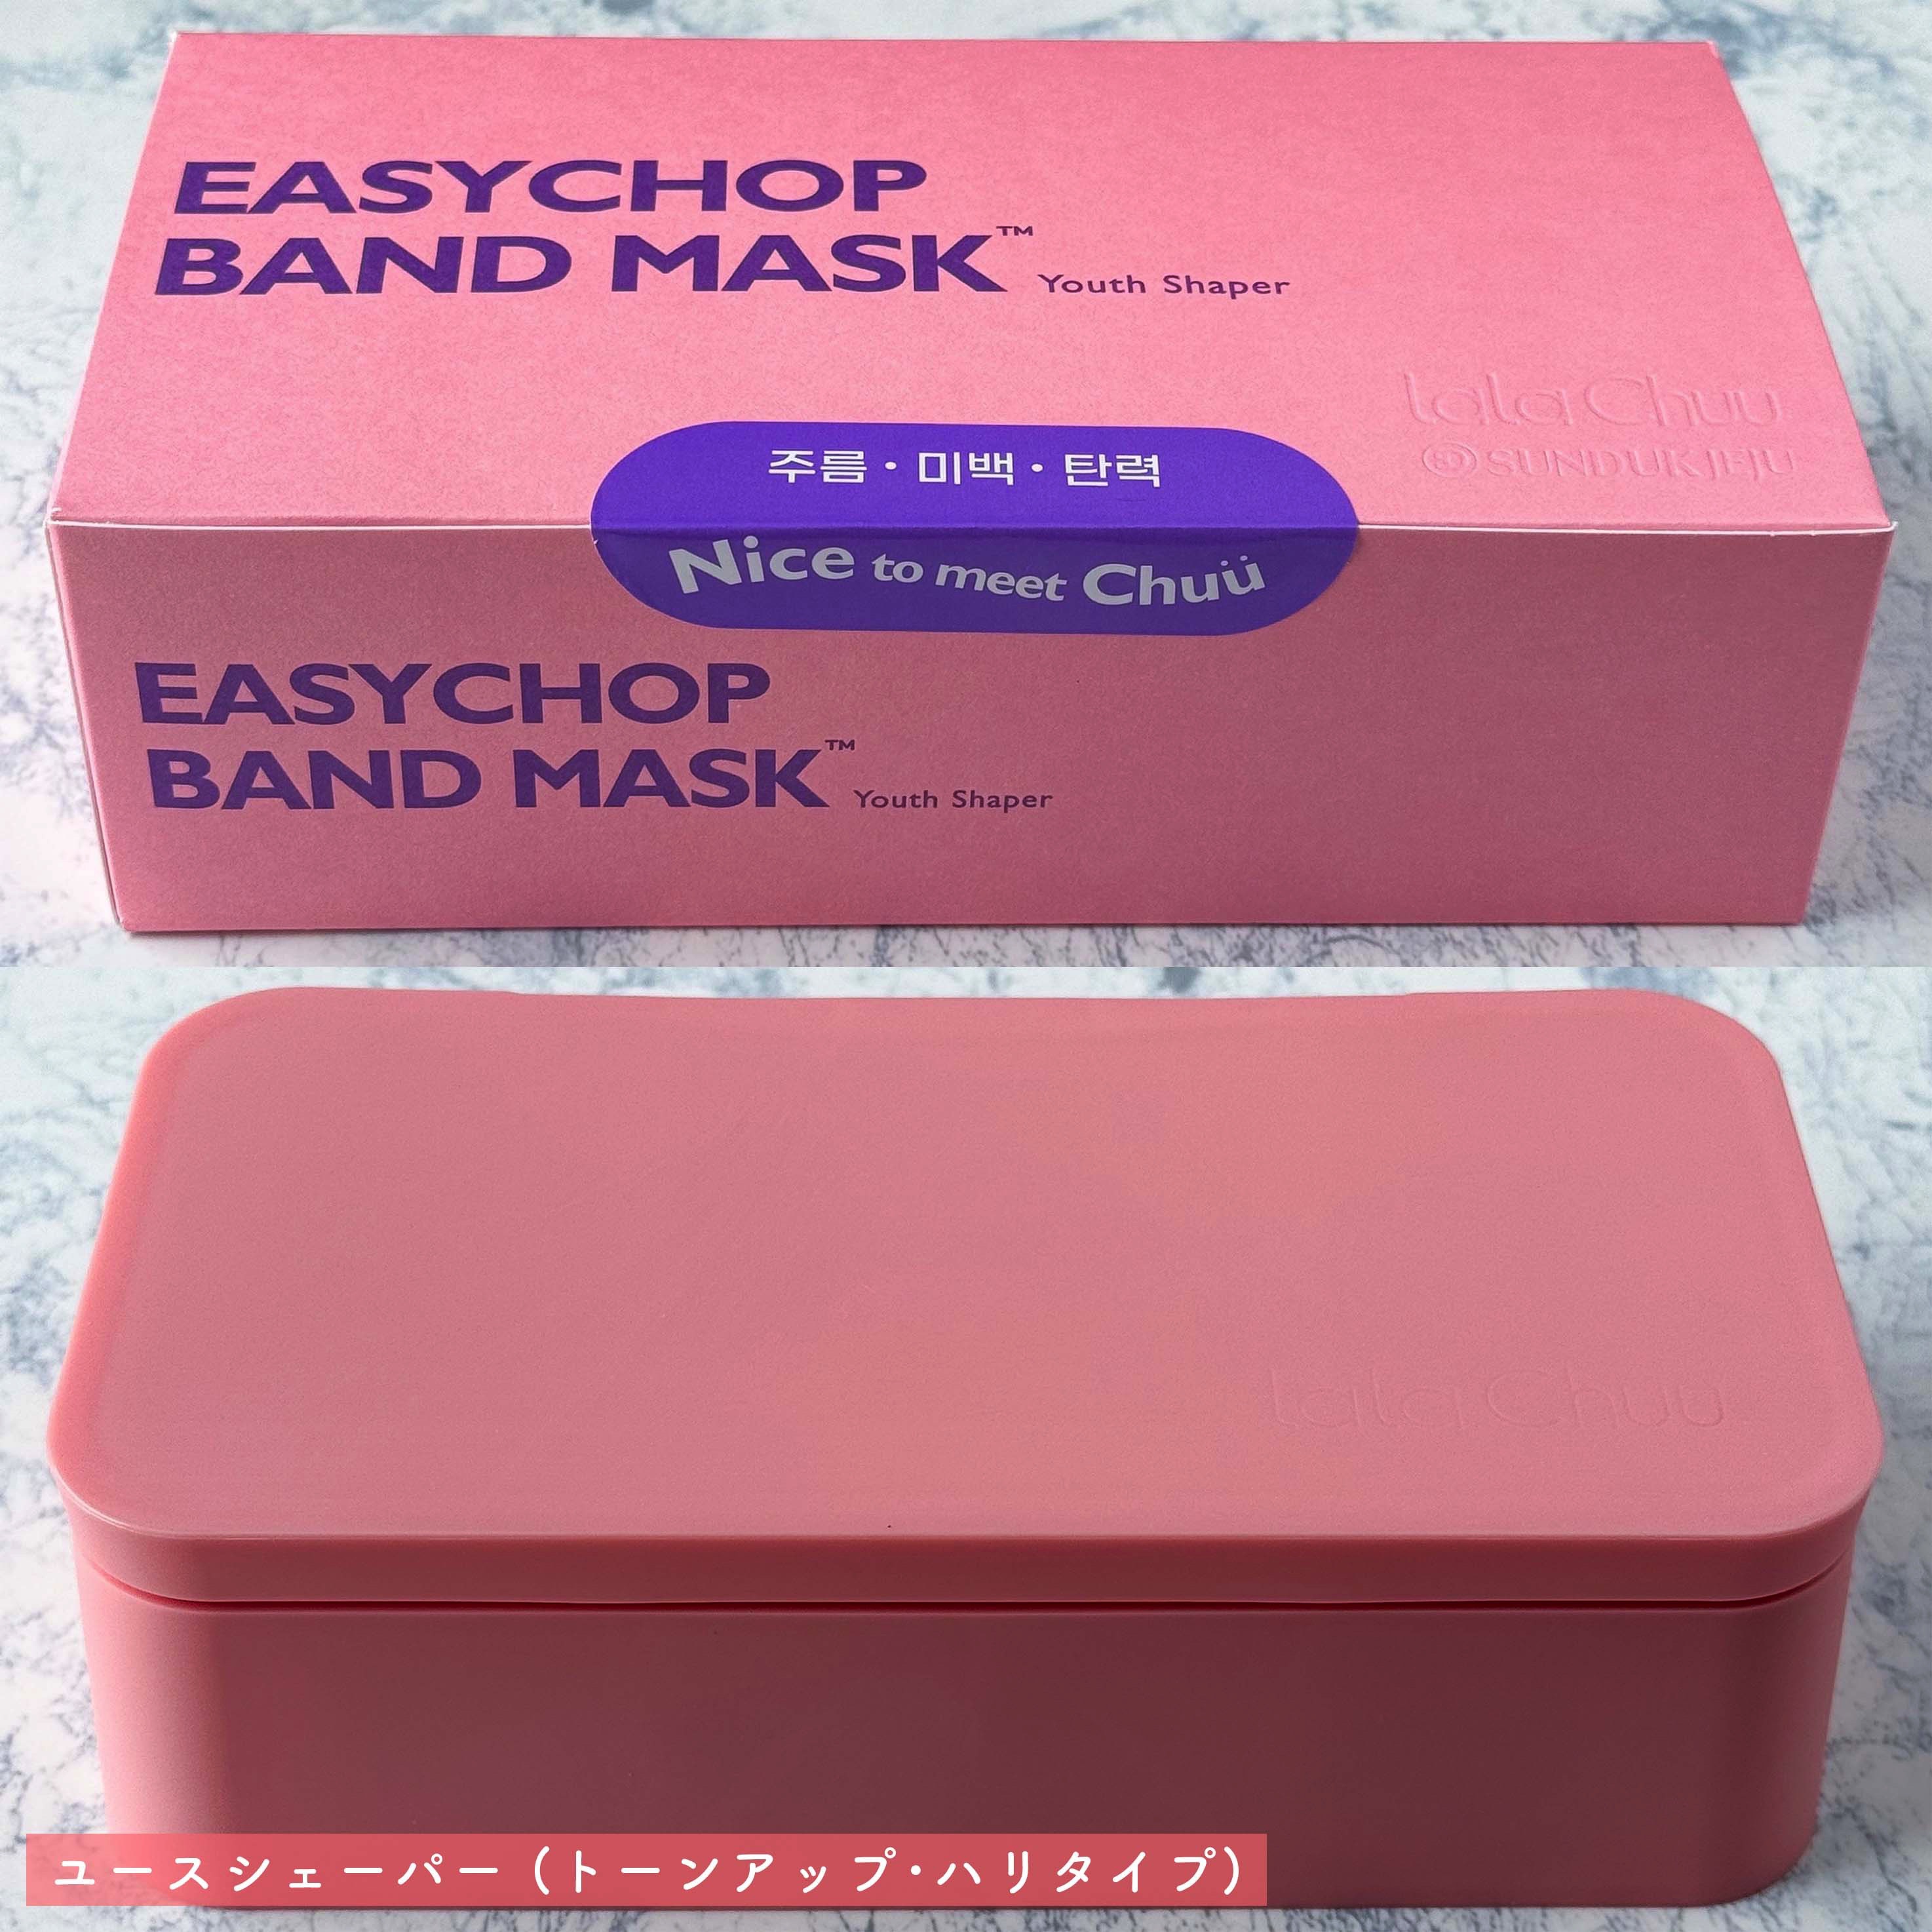 EASYCHOP
BAND MASK™ Youth Shaper
lala Chuu
SUNDUK JEJU
주름 • 미백 • 탄력
Nice to meet Chuü
EASYCHOP
BAND MASK™ Youth Shaper
lala Chuu
ユースシェーパー（トーンアップ・ハリタイプ）